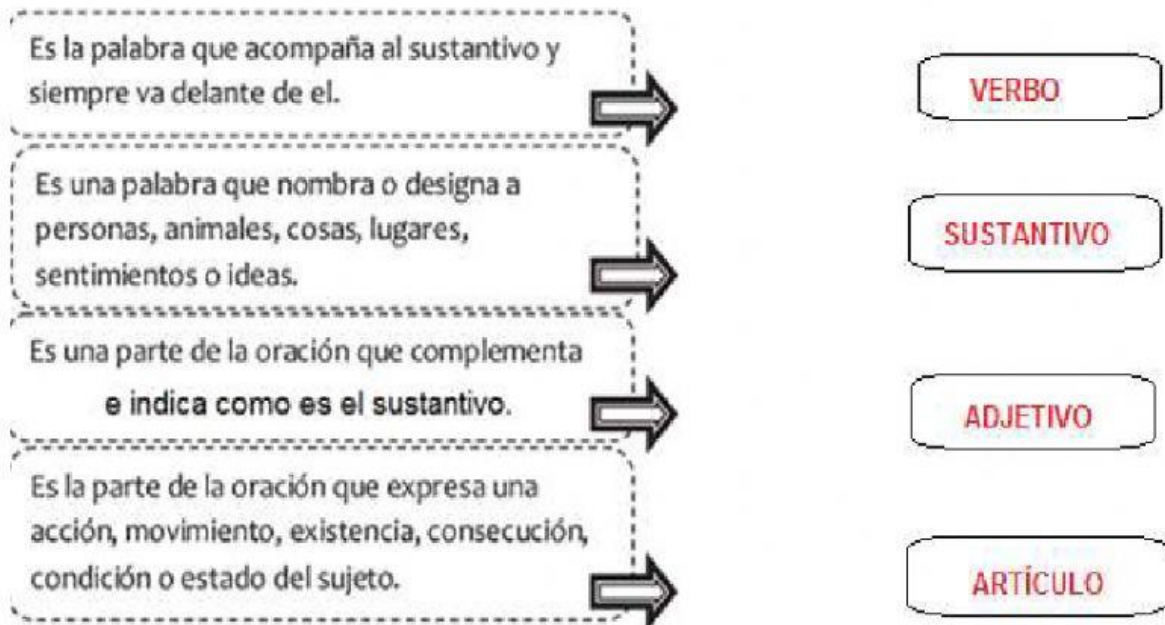 Es la palabra que acompaña al sustantivo y
siempre va delante de el.
VERBO
Es una palabra que nombra o designa a
personas, animales, cosas, lugares,
sentimientos o ideas.
SUSTANTIVO
Es una parte de la oración que complementa
e indica como es el sustantivo.
ADJETIVO
Es la parte de la oración que expresa una
acción, movimiento, existencia, consecución,
condición o estado del sujeto.
ARTÍCULO